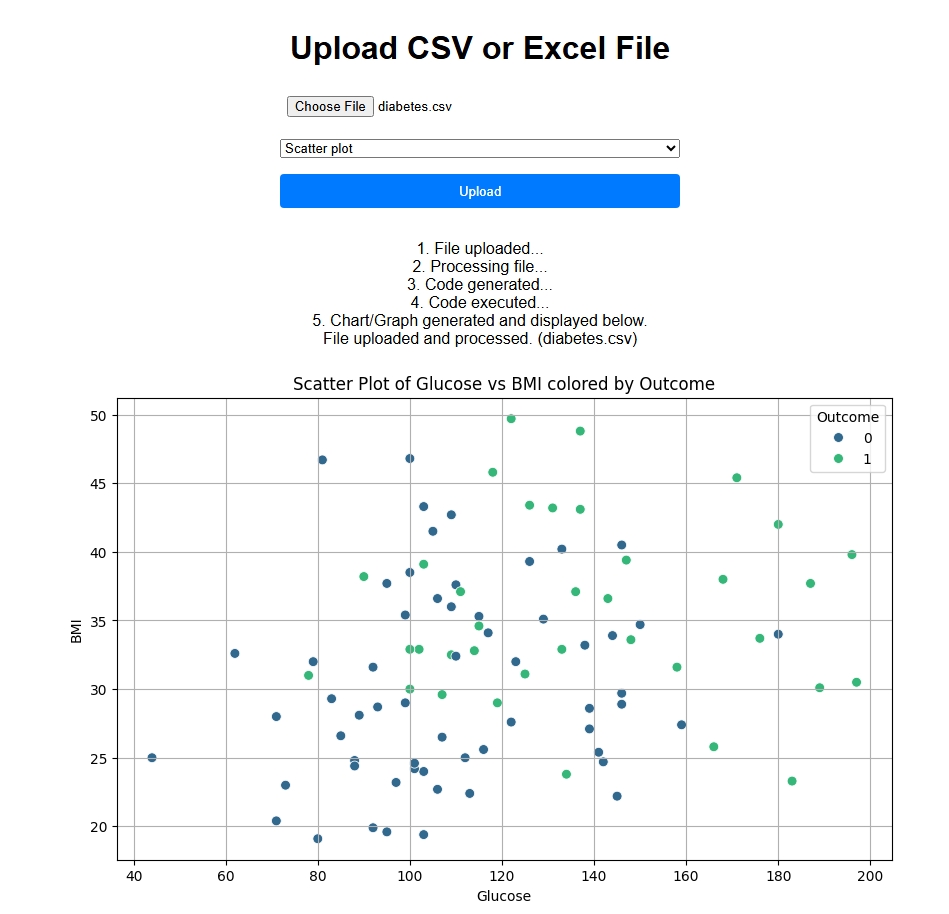 Upload CSV or Excel File
Choose File diabetes.csv
Scatter plot
Upload
1. File uploaded...
2. Processing file...
3. Code generated...
4. Code executed...
5. Chart/Graph generated and displayed below.
File uploaded and processed. (diabetes.csv)
Scatter Plot of Glucose vs BMI colored by Outcome
Outcome
0
1
BMI
50
45
40
35
30
25
20
40 60 80 100 120 140 160 180 200
Glucose